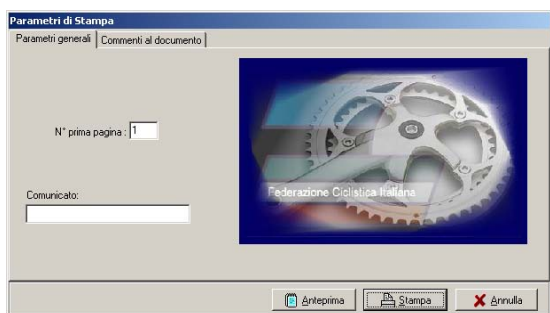 Parametri di Stampa
Parametri generali Commenti al documento
N° prima pagina : 1
Federazione Ciclistica Italiana
Comunicato:
Anteprima Stampa Annulla